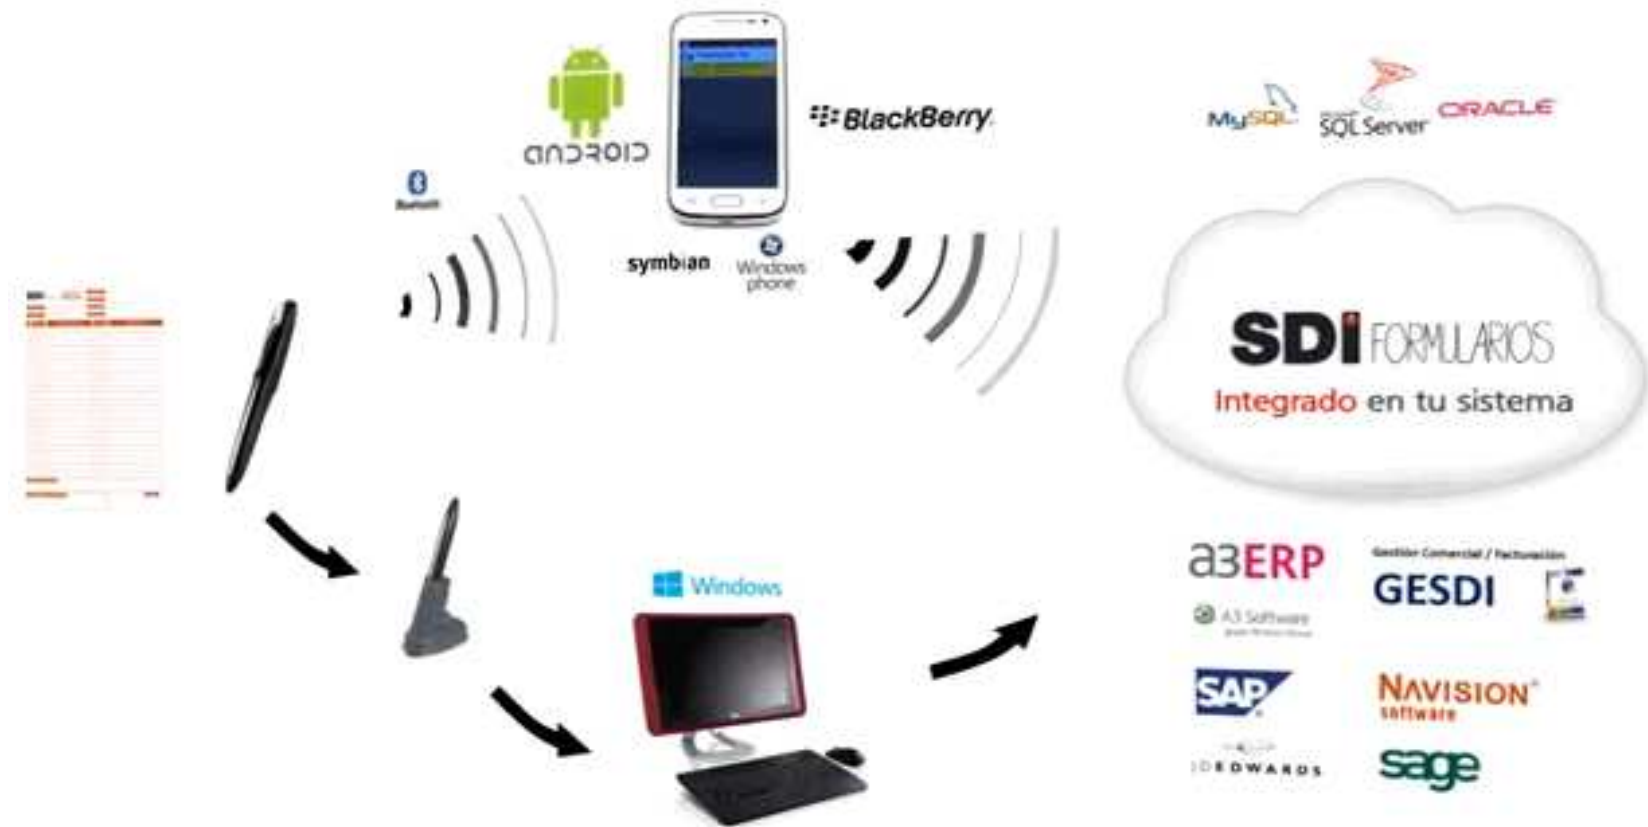 ANDROID
BlackBerry
Bluetooth
symbian
Windows
phone
MySQL
SQL Server
ORACLE
SDi FORMULARIOS
Integrado en tu sistema
Windows
a3ERP
A3 Software
Gestión Comercial / Facturación
GESDI
SAP
NAVISION
software
JDEDWARDS
sage